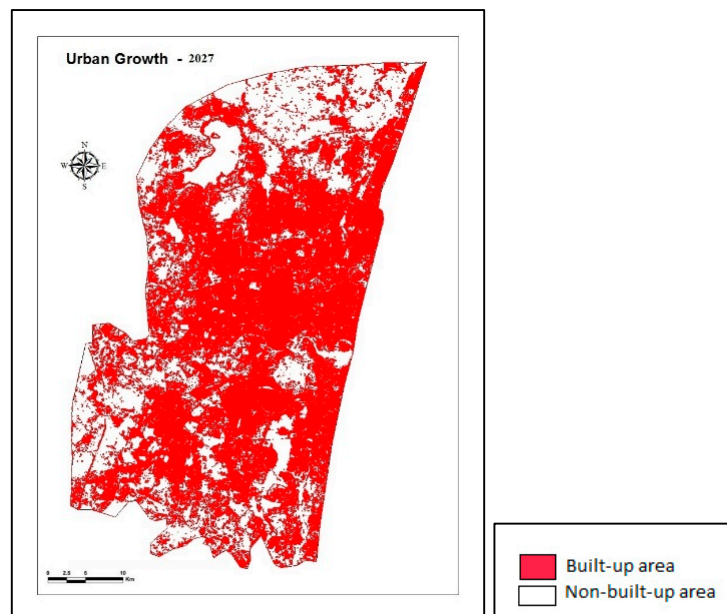 Urban Growth - 2027
N
W E
S
0 2.5 5 10
Km
Built-up area
Non-built-up area